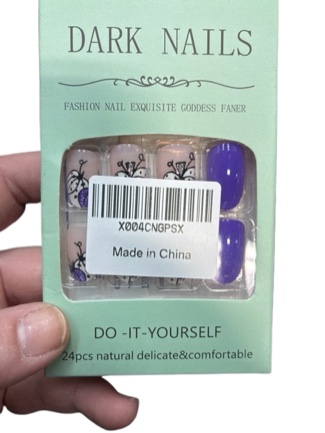 DARK NAILS
FASHION NAIL EXQUISITE GODDESS FANER
X004CNGPSX
Made in China
DO -IT-YOURSELF
24pcs natural delicate&comfortable